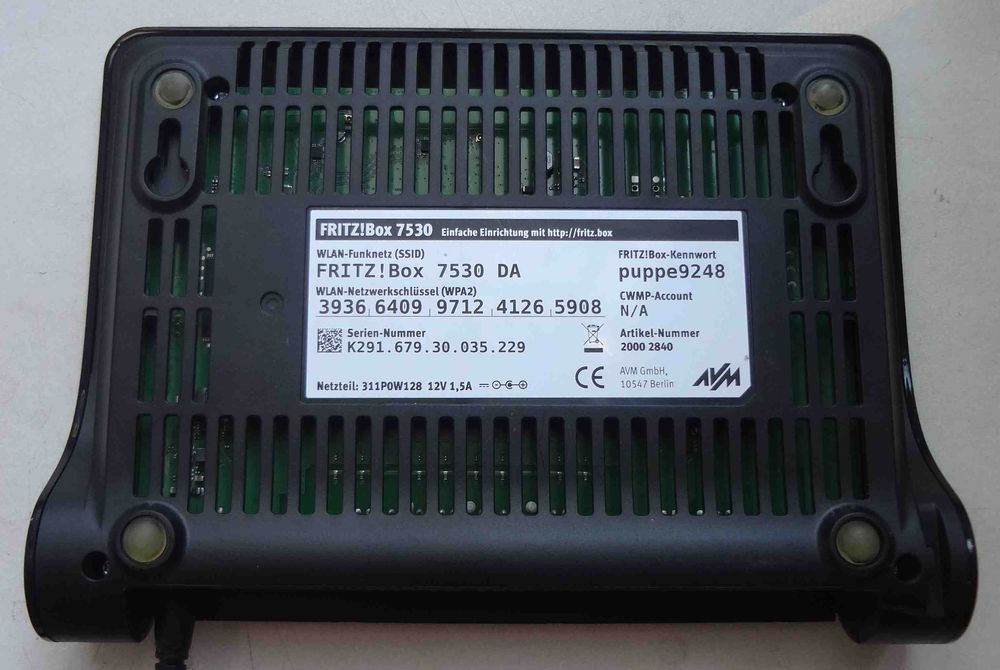 FRITZ!Box 7530 Einfache Einrichtung mit http://fritz.box
WLAN-Funknetz (SSID)
FRITZ!Box 7530 DA
WLAN-Netzwerkschlüssel (WPA2)
3936 6409 9712 4126 5908
Serien-Nummer
K291.679.30.035.229
Netzteil: 311P0W128 12V 1,5A
FRITZ!Box-Kennwort
puppe9248
CWMP-Account
N/A
Artikel-Nummer
2000 2840
CE
AVM GmbH,
10547 Berlin
AVM